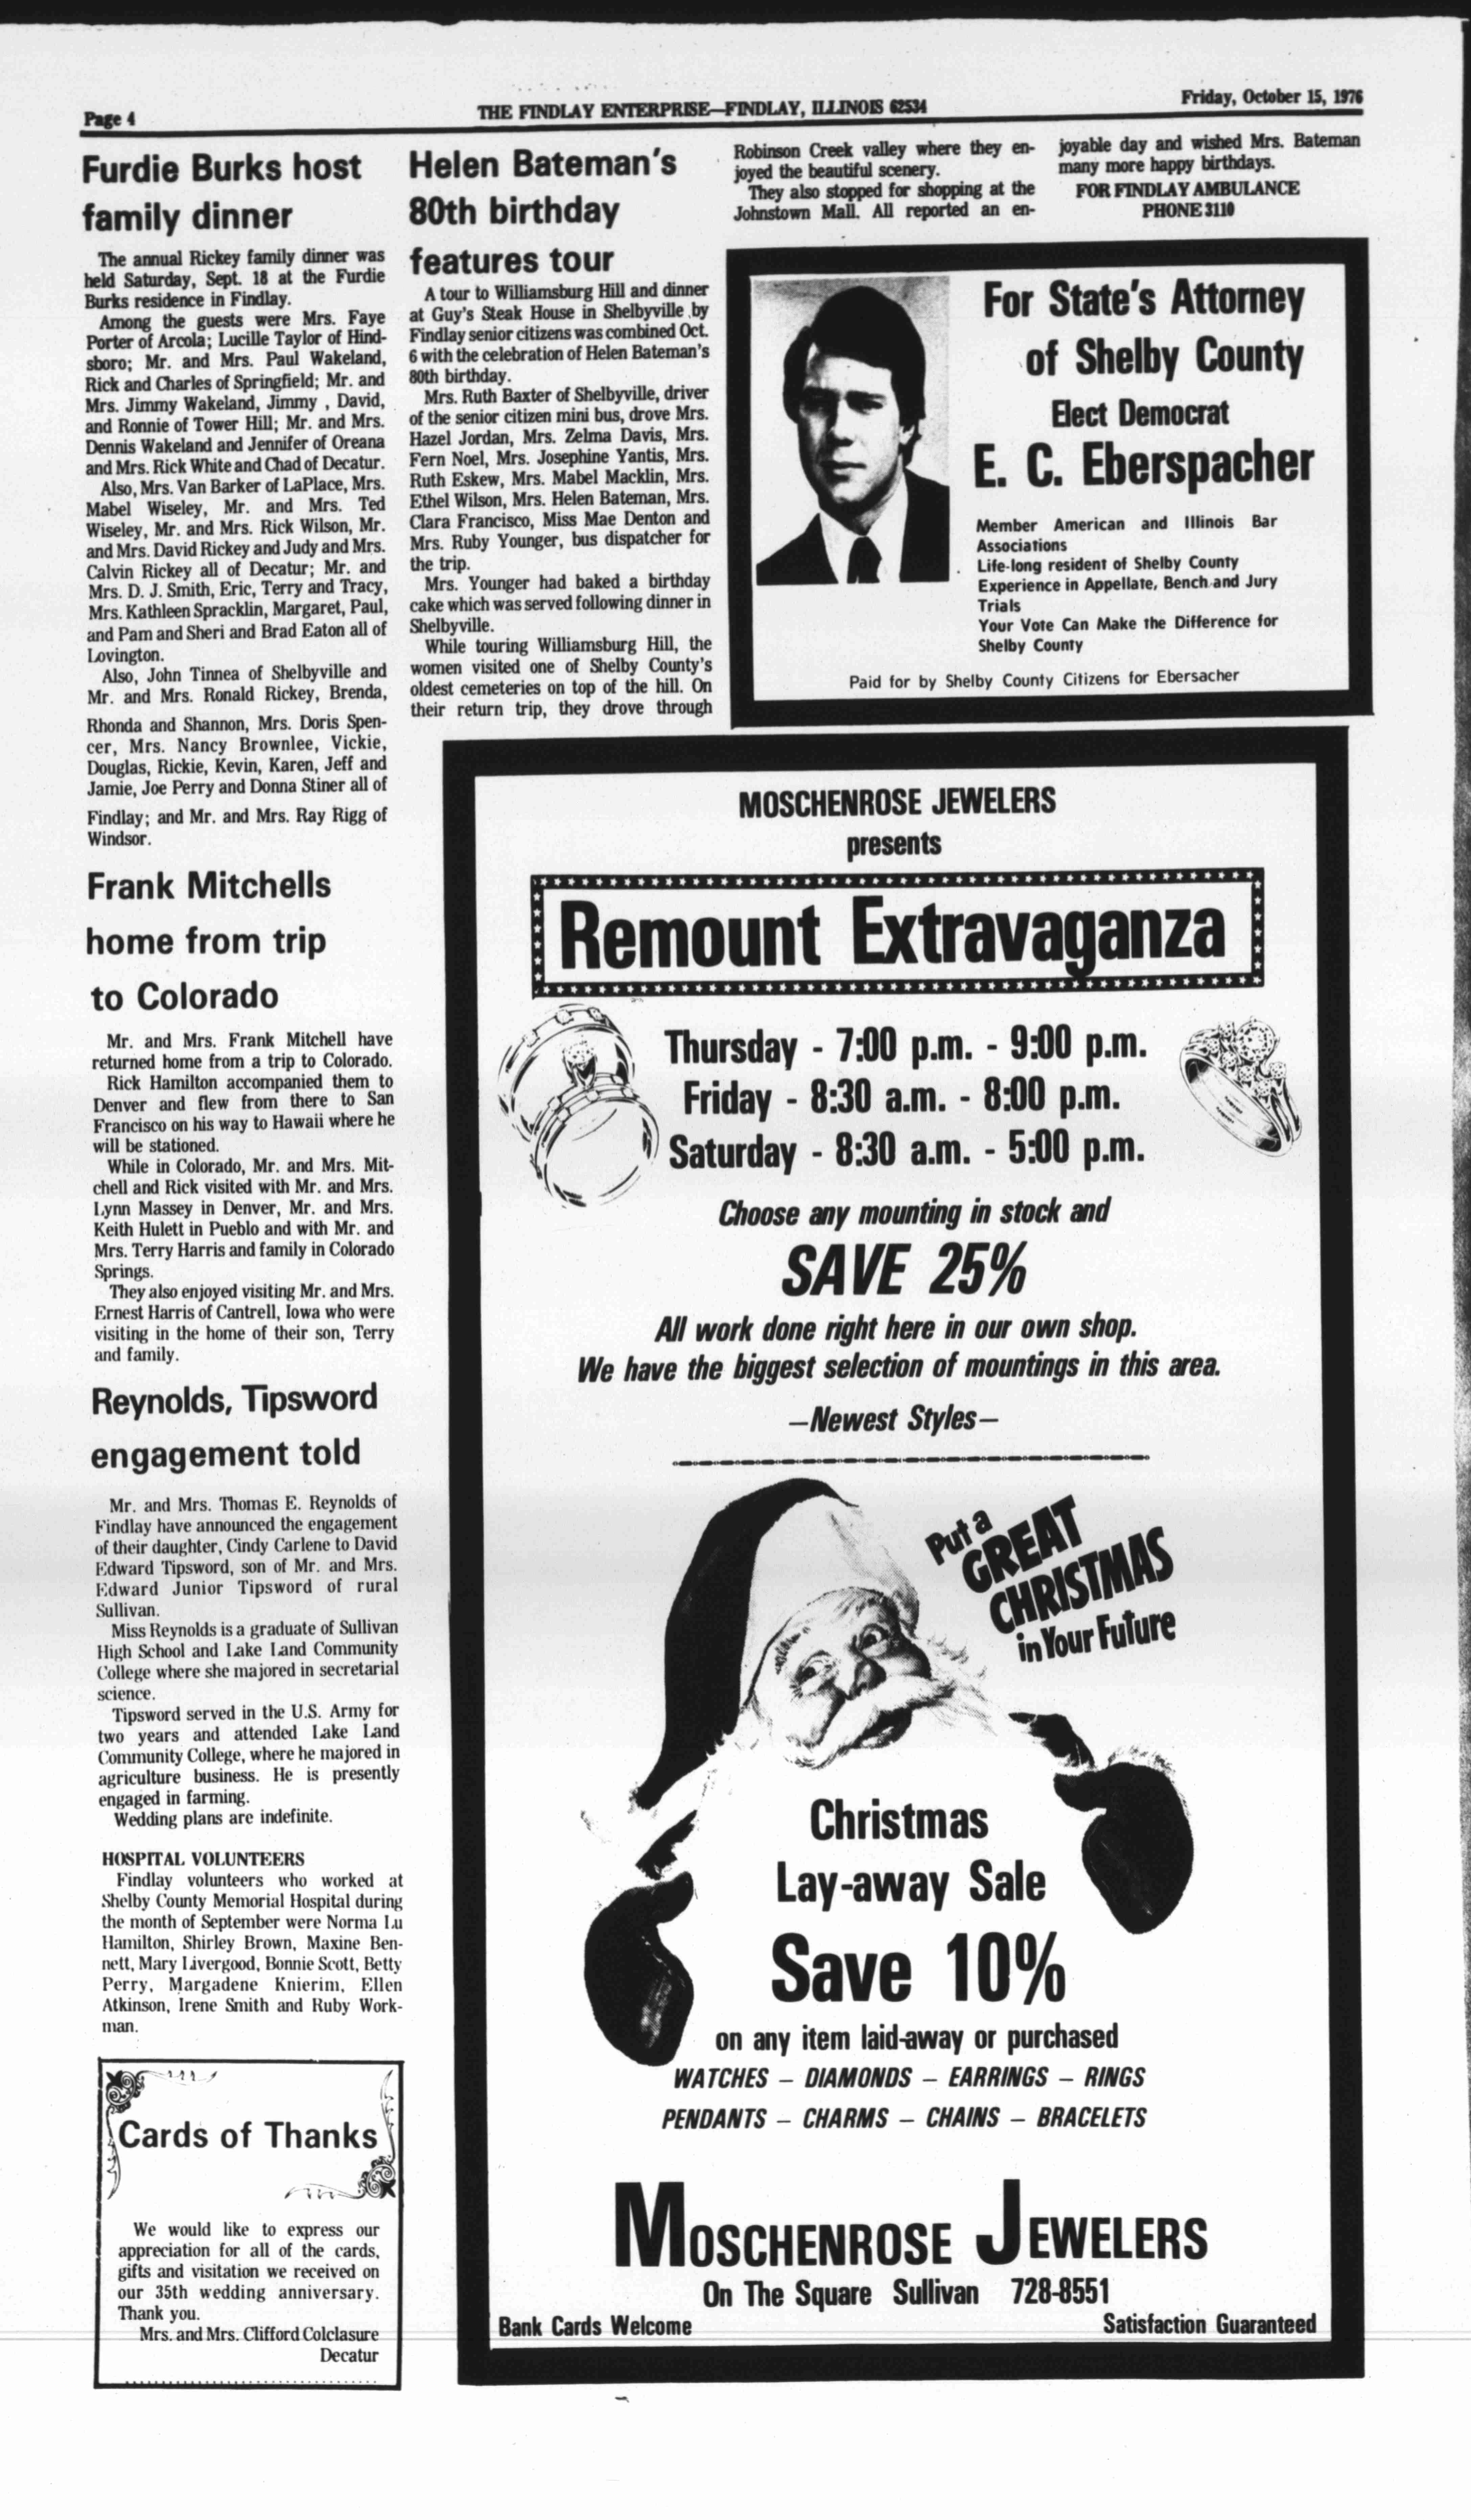 Page 4
THE FINDLAY ENTERPRISE—FINDLAY, ILLINOIS 62534
Friday, October 15, 1976
Furdie Burks host
family dinner
The annual Rickey family dinner was
held Saturday, Sept. 18 at the Furdie
Burks residence in Findlay.
Among the guests were Mrs. Faye
Porter of Arcola; Lucille Taylor of Hind-
sboro; Mr. and Mrs. Paul Wakeland,
Rick and Charles of Springfield; Mr. and
Mrs. Jimmy Wakeland, Jimmy , David,
and Ronnie of Tower Hill; Mr. and Mrs.
Dennis Wakeland and Jennifer of Oreana
and Mrs. Rick White and Chad of Decatur.
Also, Mrs. Van Barker of LaPlace, Mrs.
Mabel Wiseley, Mr. and Mrs. Ted
Wiseley, Mr. and Mrs. Rick Wilson, Mr.
and Mrs. David Rickey and Judy and Mrs.
Calvin Rickey all of Decatur; Mr. and
Mrs. D. J. Smith, Eric, Terry and Tracy,
Mrs. Kathleen Spracklin, Margaret, Paul,
and Pam and Sheri and Brad Eaton all of
Lovington.
Also, John Tinnea of Shelbyville and
Mr. and Mrs. Ronald Rickey, Brenda,
Rhonda and Shannon, Mrs. Doris Spen-
cer, Mrs. Nancy Brownlee, Vickie,
Douglas, Rickie, Kevin, Karen, Jeff and
Jamie, Joe Perry and Donna Stiner all of
Findlay; and Mr. and Mrs. Ray Rigg of
Windsor.
Frank Mitchells
home from trip
to Colorado
Mr. and Mrs. Frank Mitchell have
returned home from a trip to Colorado.
Rick Hamilton accompanied them to
Denver and flew from there to San
Francisco on his way to Hawaii where he
will be stationed.
While in Colorado, Mr. and Mrs. Mit-
chell and Rick visited with Mr. and Mrs.
Lynn Massey in Denver, Mr. and Mrs.
Keith Hulett in Pueblo and with Mr. and
Mrs. Terry Harris and family in Colorado
Springs.
They also enjoyed visiting Mr. and Mrs.
Ernest Harris of Cantrell, Iowa who were
visiting in the home of their son, Terry
and family.
Reynolds, Tipsword
engagement told
Mr. and Mrs. Thomas E. Reynolds of
Findlay have announced the engagement
of their daughter, Cindy Carlene to David
Edward Tipsword, son of Mr. and Mrs.
Edward Junior Tipsword of rural
Sullivan.
Miss Reynolds is a graduate of Sullivan
High School and Lake Land Community
College where she majored in secretarial
science.
Tipsword served in the U.S. Army for
two years and attended Lake Land
Community College, where he majored in
agriculture business. He is presently
engaged in farming.
Wedding plans are indefinite.
HOSPITAL VOLUNTEERS
Findlay volunteers who worked at
Shelby County Memorial Hospital during
the month of September were Norma Lu
Hamilton, Shirley Brown, Maxine Ben-
nett, Mary Livergood, Bonnie Scott, Betty
Perry, Margadene Knierim, Ellen
Atkinson, Irene Smith and Ruby Work-
man.
Cards of Thanks
We would like to express our
appreciation for all of the cards,
gifts and visitation we received on
our 35th wedding anniversary.
Thank you.
Mrs. and Mrs. Clifford Colclasure
Decatur
Helen Bateman's
80th birthday
features tour
A tour to Williamsburg Hill and dinner
at Guy's Steak House in Shelbyville by
Findlay senior citizens was combined Oct.
6 with the celebration of Helen Bateman's
80th birthday.
Mrs. Ruth Baxter of Shelbyville, driver
of the senior citizen mini bus, drove Mrs.
Hazel Jordan, Mrs. Zelma Davis, Mrs.
Fern Noel, Mrs. Josephine Yantis, Mrs.
Ruth Eskew, Mrs. Mabel Macklin, Mrs.
Ethel Wilson, Mrs. Helen Bateman, Mrs.
Clara Francisco, Miss Mae Denton and
Mrs. Ruby Younger, bus dispatcher for
the trip.
Mrs. Younger had baked a birthday
cake which was served following dinner in
Shelbyville.
While touring Williamsburg Hill, the
women visited one of Shelby County's
oldest cemeteries on top of the hill. On
their return trip, they drove through
Robinson Creek valley where they en-
joyed the beautiful scenery.
They also stopped for shopping at the
Johnstown Mall. All reported an en-
joyable day and wished Mrs. Bateman
many more happy birthdays.
FOR FINDLAY AMBULANCE
PHONE 3110
For State's Attorney
of Shelby County
Elect Democrat
E. C. Eberspacher
Member American and Illinois Bar
Associations
Life-long resident of Shelby County
Experience in Appellate, Bench and Jury
Trials
Your Vote Can Make the Difference for
Shelby County
Paid for by Shelby County Citizens for Ebersacher
MOSCHENROSE JEWELERS
presents
Remount Extravaganza
Thursday - 7:00 p.m. - 9:00 p.m.
Friday - 8:30 a.m. - 8:00 p.m.
Saturday - 8:30 a.m. - 5:00 p.m.
Choose any mounting in stock and
SAVE 25%
All work done right here in our own shop.
We have the biggest selection of mountings in this area.
—Newest Styles—
Put a
GREAT
CHRISTMAS
in Your Future
Christmas
Lay-away Sale
Save 10%
on any item laid-away or purchased
WATCHES — DIAMONDS — EARRINGS — RINGS
PENDANTS — CHARMS — CHAINS — BRACELETS
MOSCHENROSE JEWELERS
On The Square Sullivan 728-8551
Bank Cards Welcome
Satisfaction Guaranteed